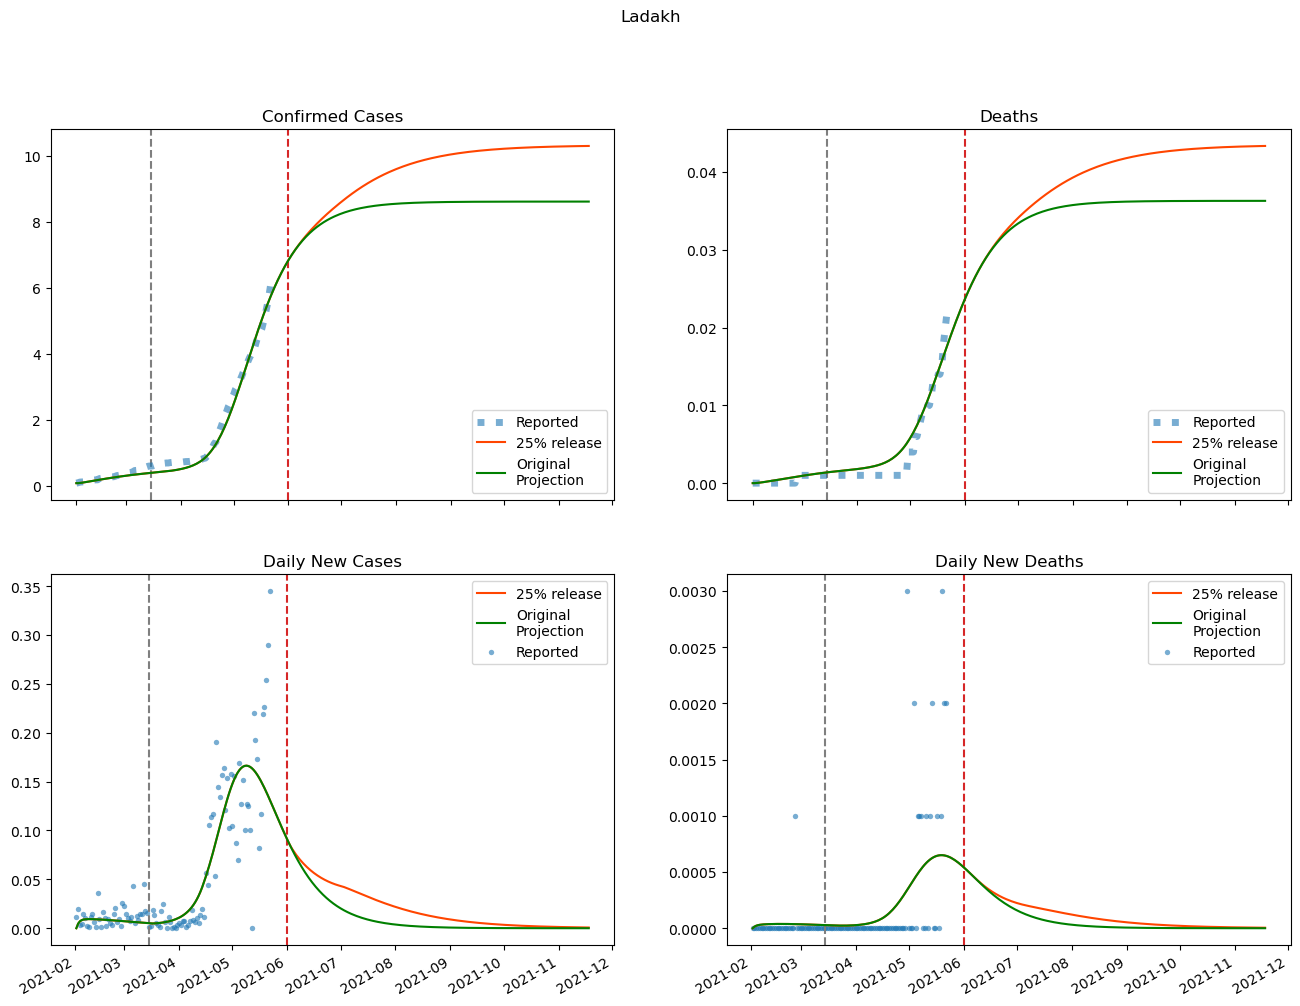 Ladakh
Confirmed Cases
10
8
6
4
2
0
Reported
25% release
Original
Projection
Deaths
0.04
0.03
0.02
0.01
0.00
Reported
25% release
Original
Projection
Daily New Cases
0.35
0.30
0.25
0.20
0.15
0.10
0.05
0.00
25% release
Original
Projection
Reported
2021-02
2021-03
2021-04
2021-05
2021-06
2021-07
2021-08
2021-09
2021-10
2021-11
2021-12
Daily New Deaths
0.0030
0.0025
0.0020
0.0015
0.0010
0.0005
0.0000
25% release
Original
Projection
Reported
2021-02
2021-03
2021-04
2021-05
2021-06
2021-07
2021-08
2021-09
2021-10
2021-11
2021-12